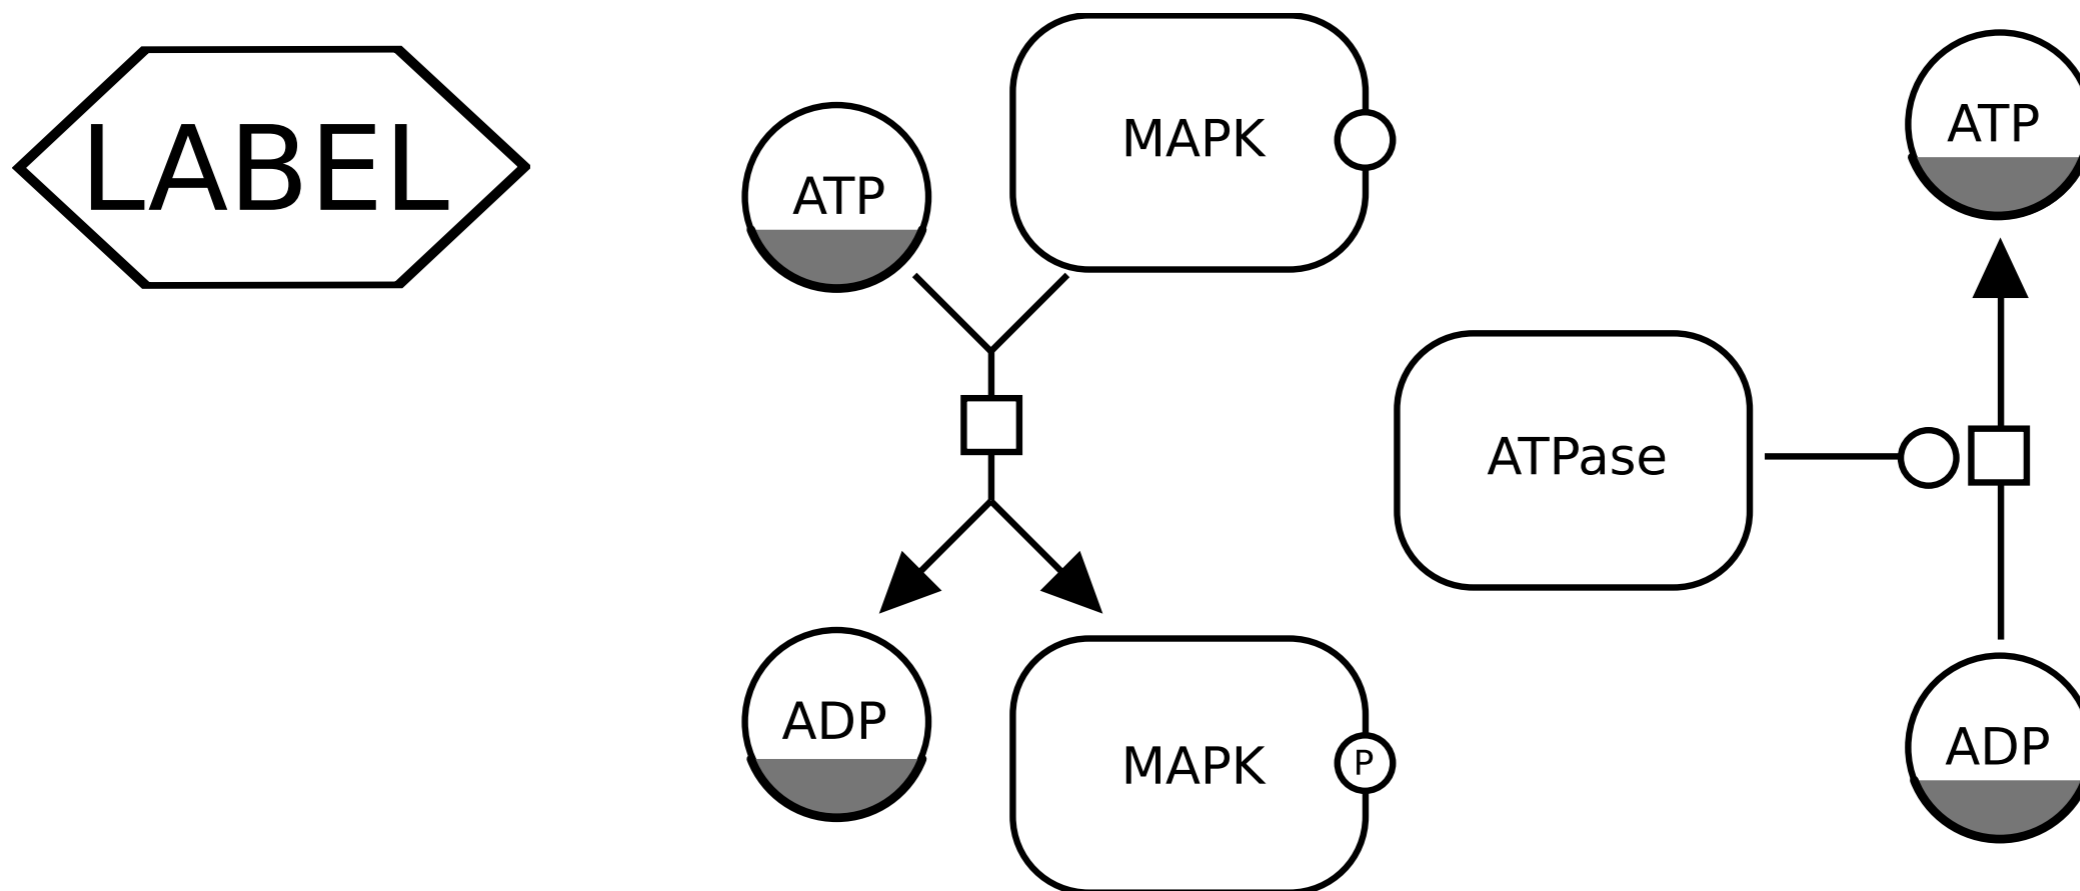 LABEL
ATP
MAPK
ADP
MAPK
P
ATPase
ATP
ADP